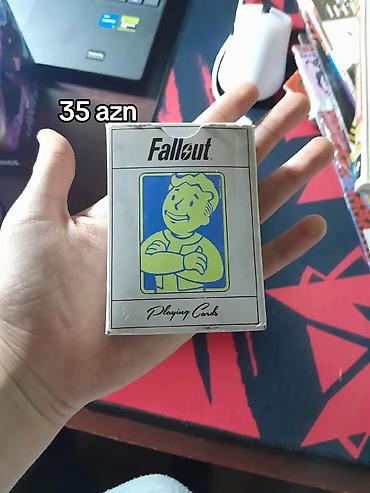 35 azn
Fallout
Playing Cards